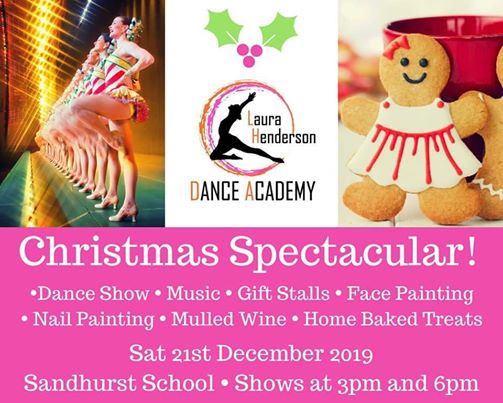 Laura
Henderson
DANCE ACADEMY
Christmas Spectacular!
•Dance Show • Music • Gift Stalls • Face Painting
• Nail Painting • Mulled Wine • Home Baked Treats
Sat 21st December 2019
Sandhurst School • Shows at 3pm and 6pm